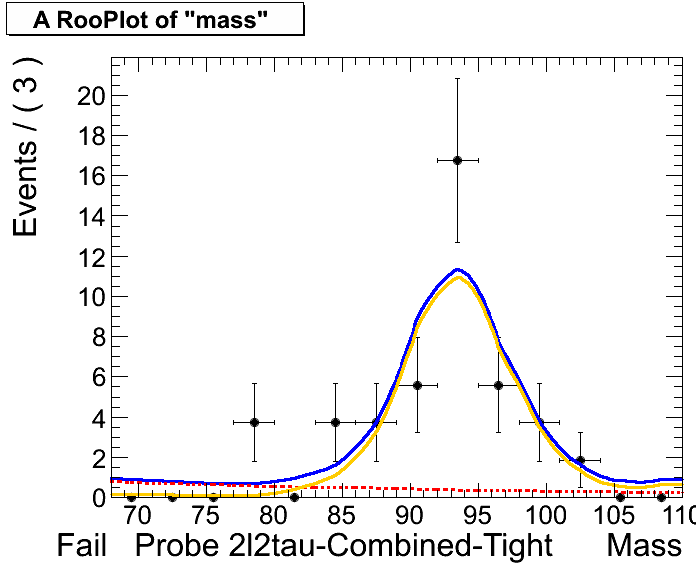 A RooPlot of "mass"
Events / ( 3 )
20
18
16
14
12
10
8
6
4
2
0
70 75 80 85 90 95 100 105 110
Fail Probe 2l2tau-Combined-Tight Mass